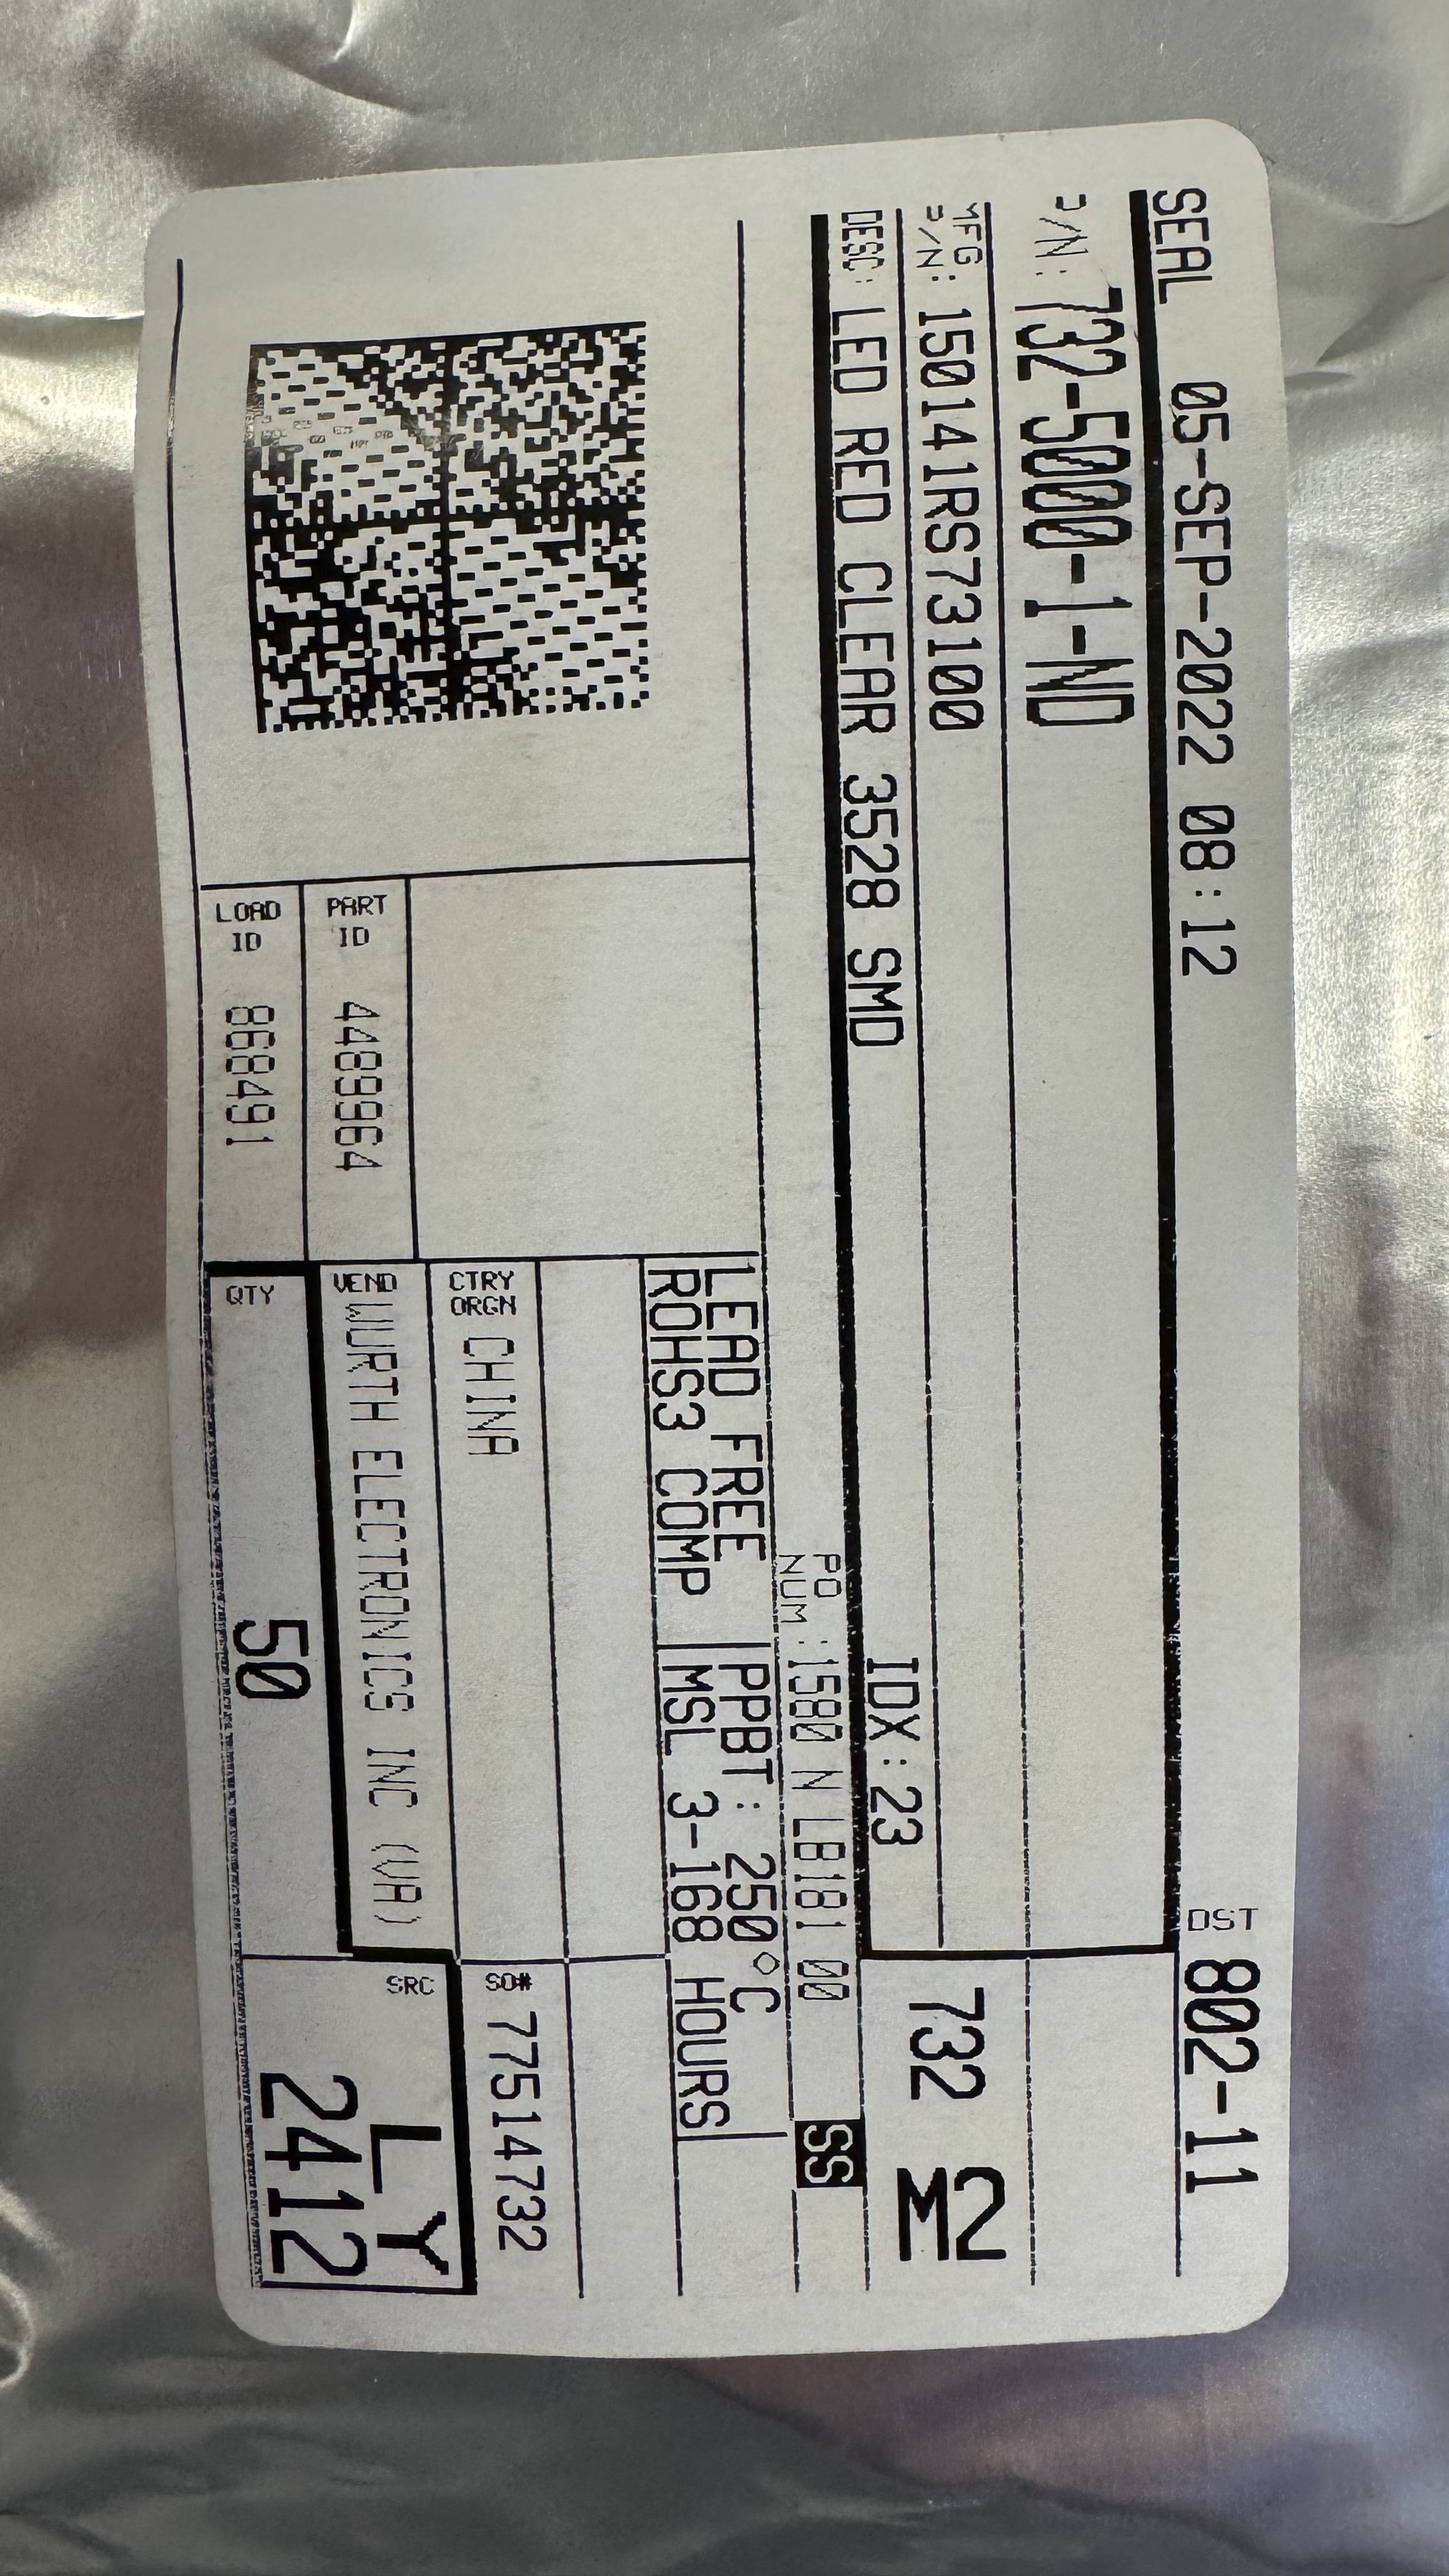 SEAL 05-SEP-2022 08:12 DST 802-11
P/N: 732-5000-1-ND
MFG
P/N: 150141RS73100 732 M2
DESC: LED RED CLEAR 3528 SMD IDX:23
PO
NUM :1580 N LB181 00 SS
LEAD FREE PPBT: 250°C
ROHS3 COMP MSL 3-168 HOURS
CTRY
ORGN CHINA SO# 77514732
PART
ID 4489964
VEND WURTH ELECTRONICS INC (VA)
LOAD
ID 868491
QTY 50
SRC LY
2412